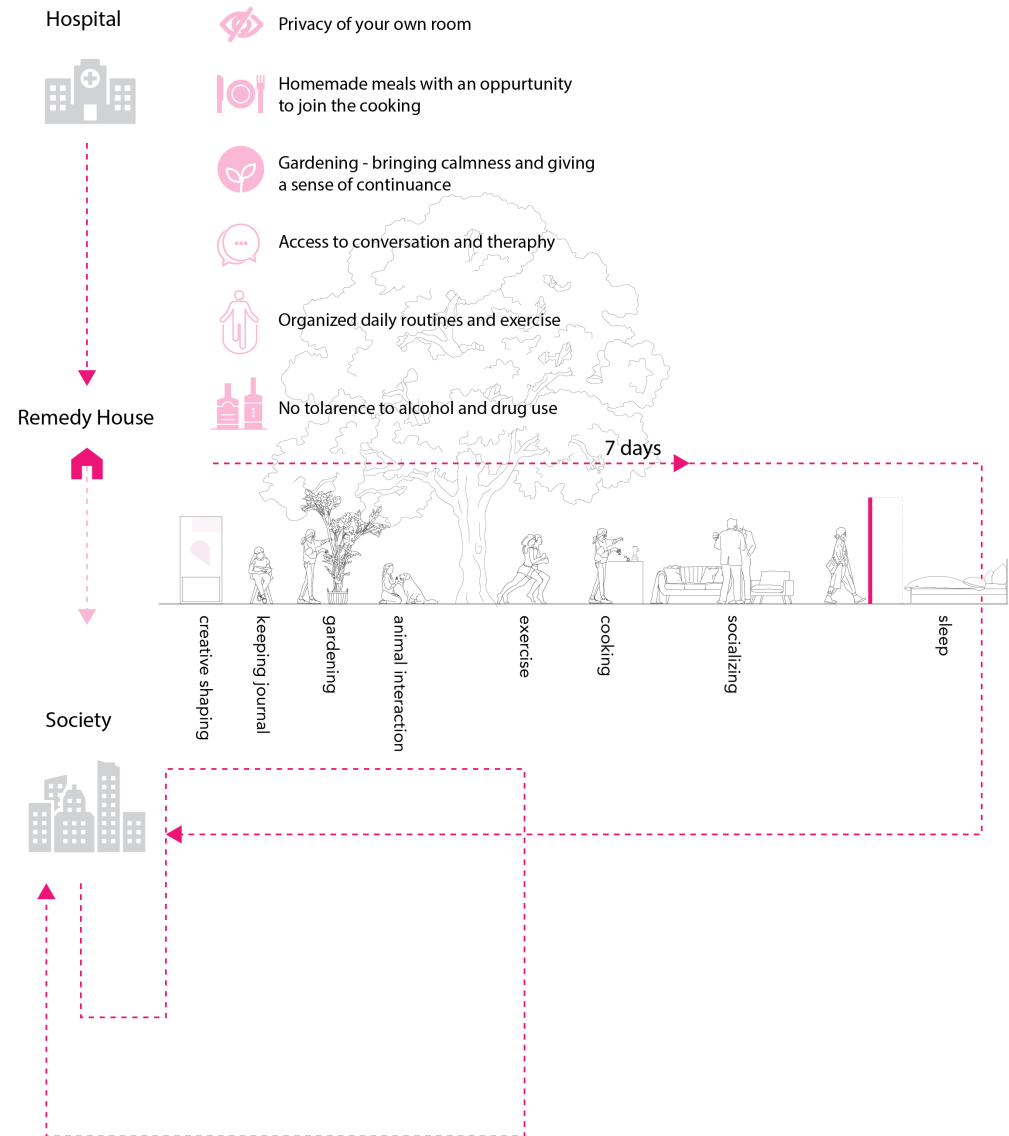 Hospital
Privacy of your own room
Homemade meals with an oppurtunity
to join the cooking
Gardening - bringing calmness and giving
a sense of continuance
Access to conversation and theraphy
Organized daily routines and exercise
Remedy House
No tolarence to alcohol and drug use
7 days
creative shaping
keeping journal
gardening
animal interaction
exercise
cooking
socializing
sleep
Society